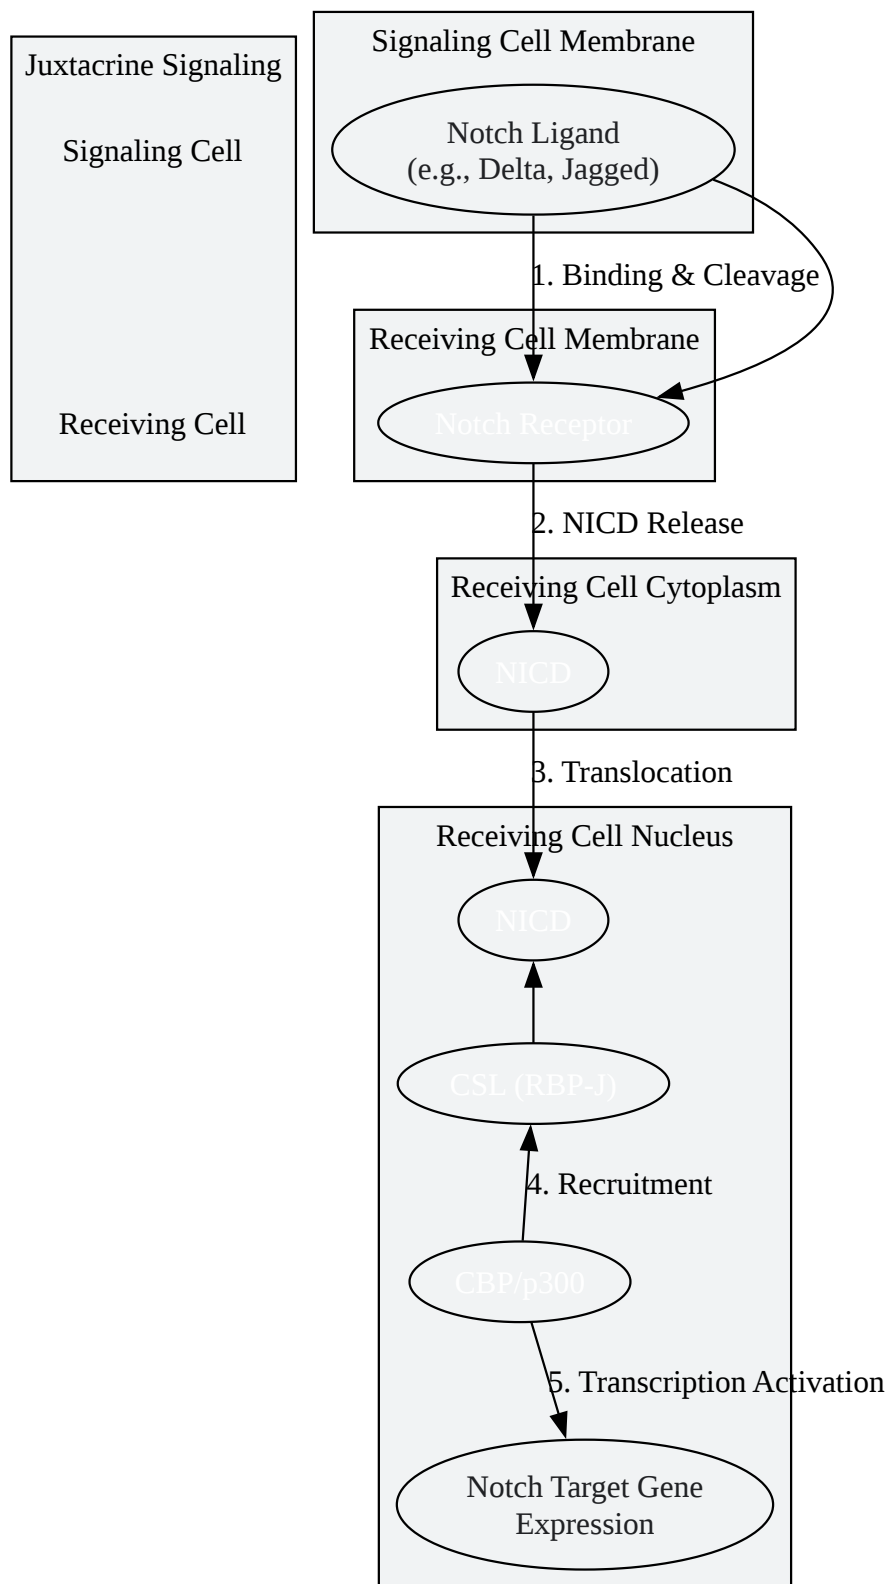 Juxtacrine Signaling
Signaling Cell
Receiving Cell
Signaling Cell Membrane
Notch Ligand
(e.g., Delta, Jagged)
1. Binding & Cleavage
Receiving Cell Membrane
Notch Receptor
2. NICD Release
Receiving Cell Cytoplasm
NICD
3. Translocation
Receiving Cell Nucleus
NICD
CSL (RBP-J)
4. Recruitment
CBP/p300
5. Transcription Activation
Notch Target Gene
Expression